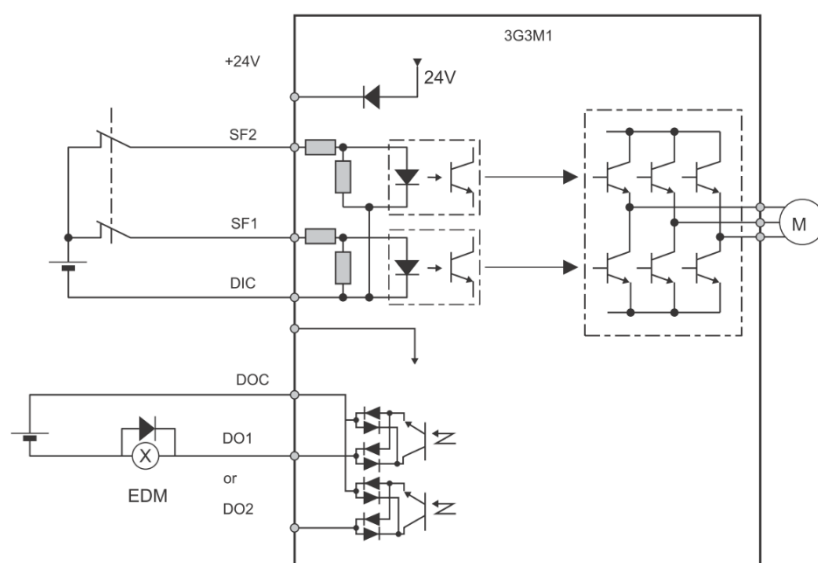 3G3M1
+24V
24V
SF2
SF1
M
DIC
DOC
DO1
X
EDM
or
DO2